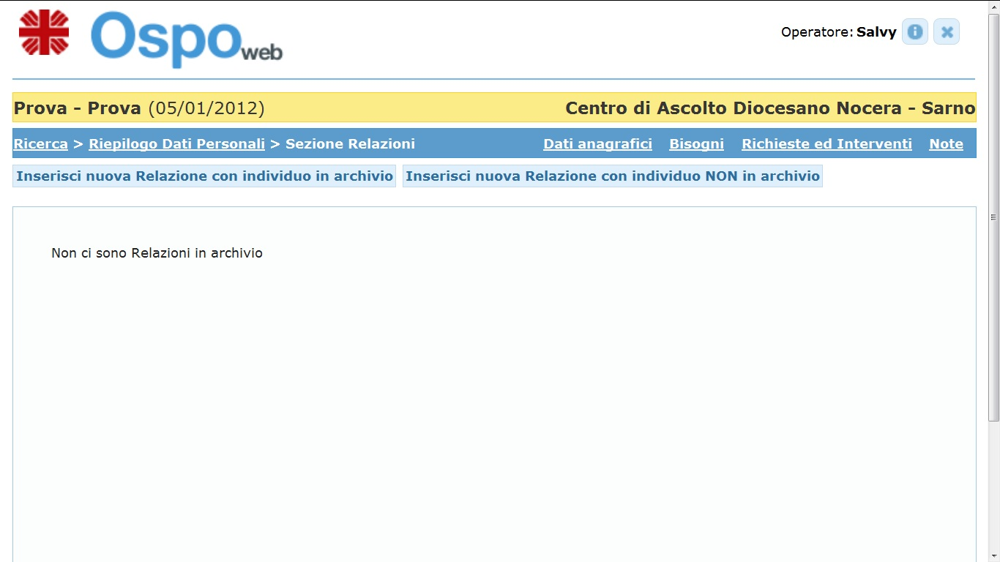 Ospoweb
Operatore: Salvy
Prova - Prova (05/01/2012) Centro di Ascolto Diocesano Nocera - Sarno
Ricerca > Riepilogo Dati Personali > Sezione Relazioni Dati anagrafici Bisogni Richieste ed Interventi Note
Inserisci nuova Relazione con individuo in archivio Inserisci nuova Relazione con individuo NON in archivio
Non ci sono Relazioni in archivio